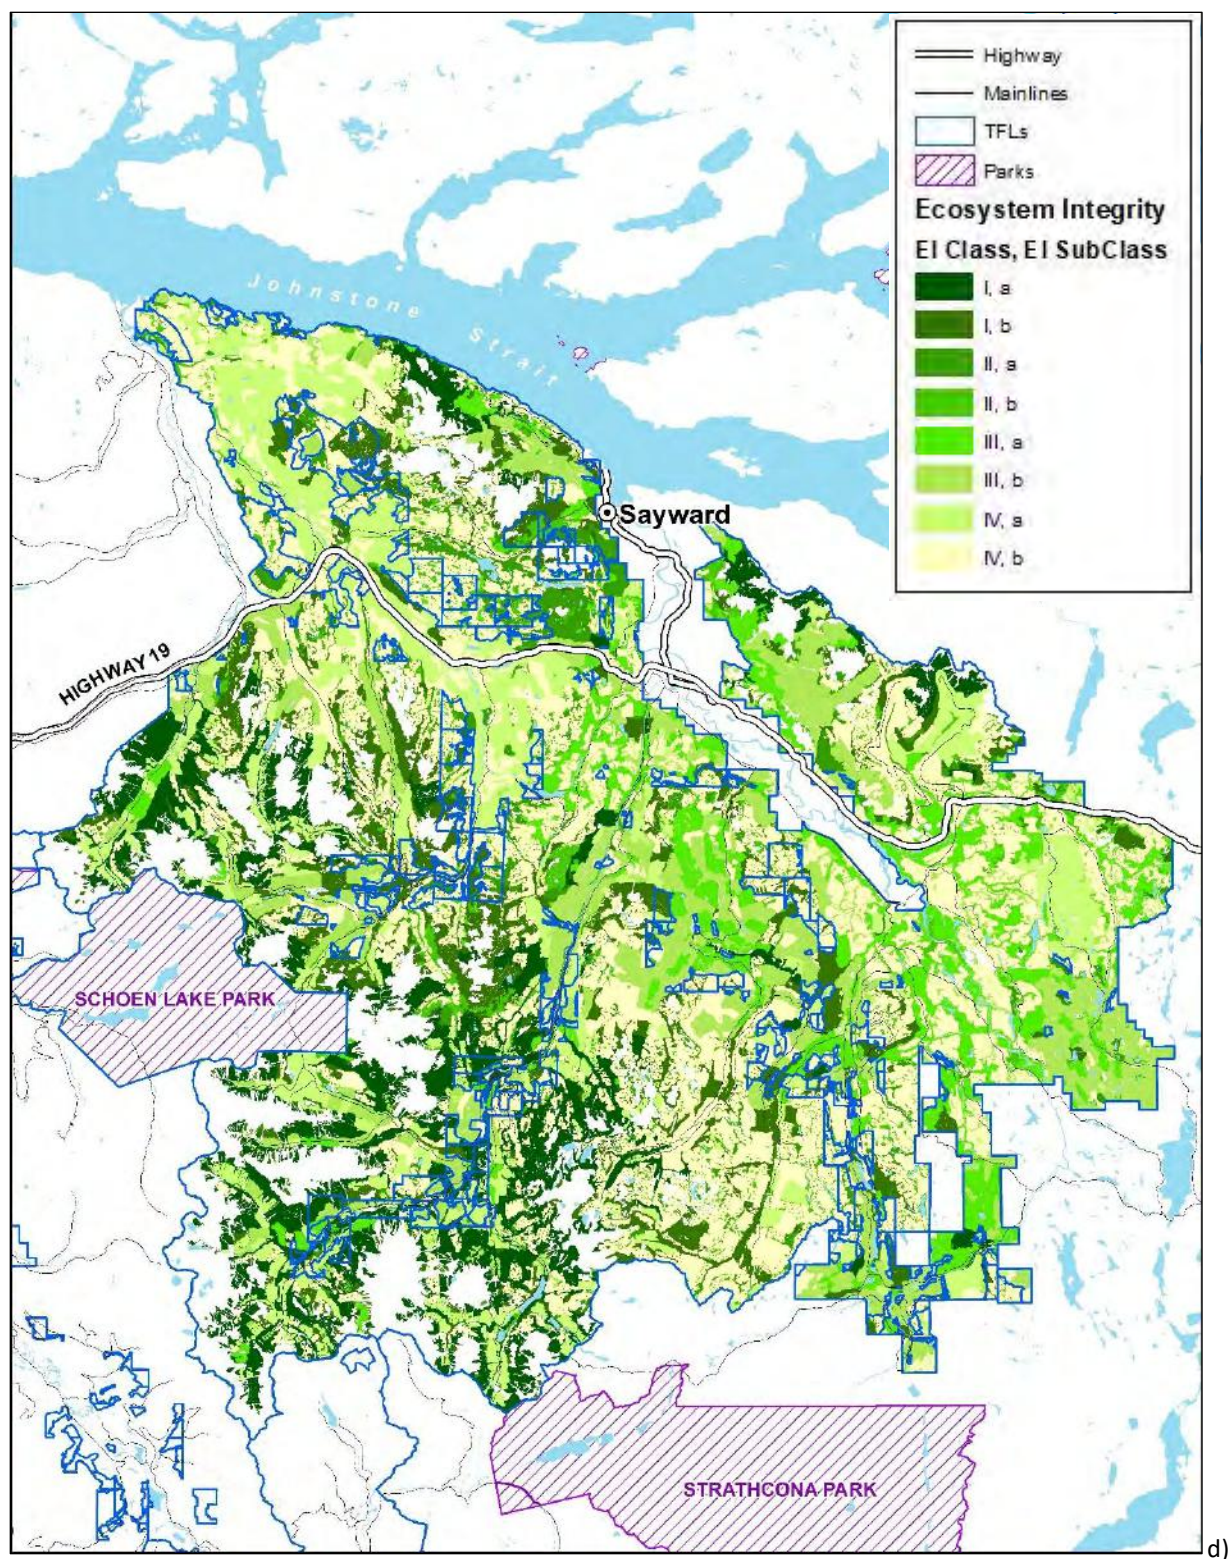 Highway
Mainlines
TFLs
Parks
Ecosystem Integrity
EI Class, EI SubClass
I, a
I, b
II, a
II, b
III, a
III, b
IV, a
IV, b
Johnstone Strait
Sayward
HIGHWAY 19
SCHOEN LAKE PARK
STRATHCONA PARK
d)